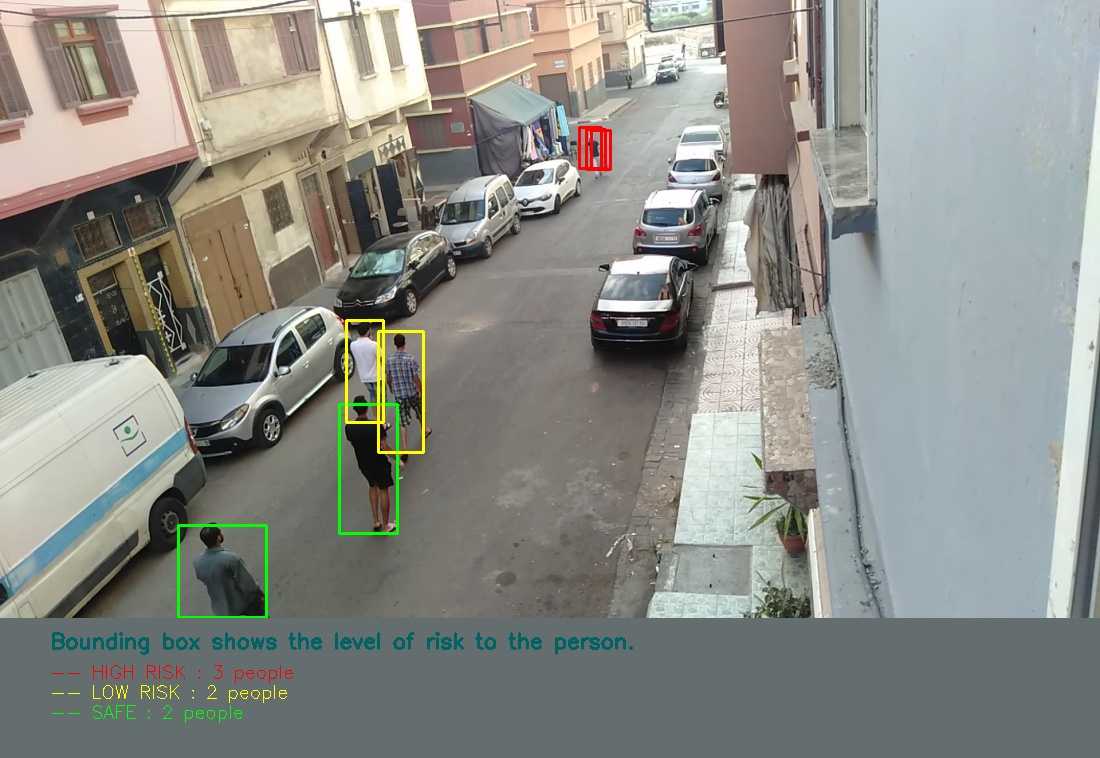 Bounding box shows the level of risk to the person.
-- HIGH RISK : 3 people
-- LOW RISK : 2 people
-- SAFE : 2 people